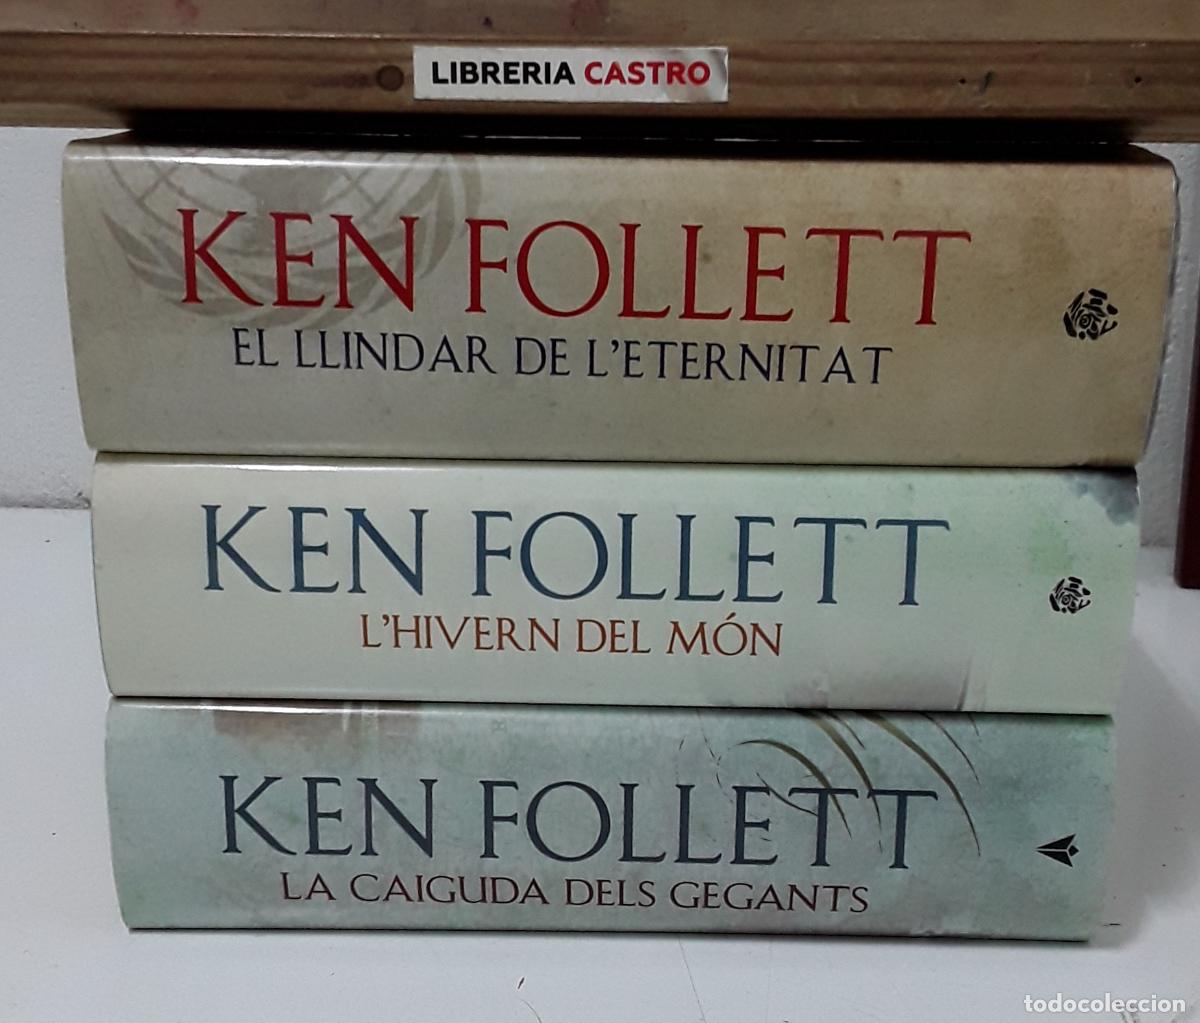 LIBRERIA CASTRO
KEN FOLLETT
EL LLINDAR DE L'ETERNITAT
KEN FOLLETT
L'HIVERN DEL MÓN
KEN FOLLETT
LA CAIGUDA DELS GEGANTS
todocoleccion